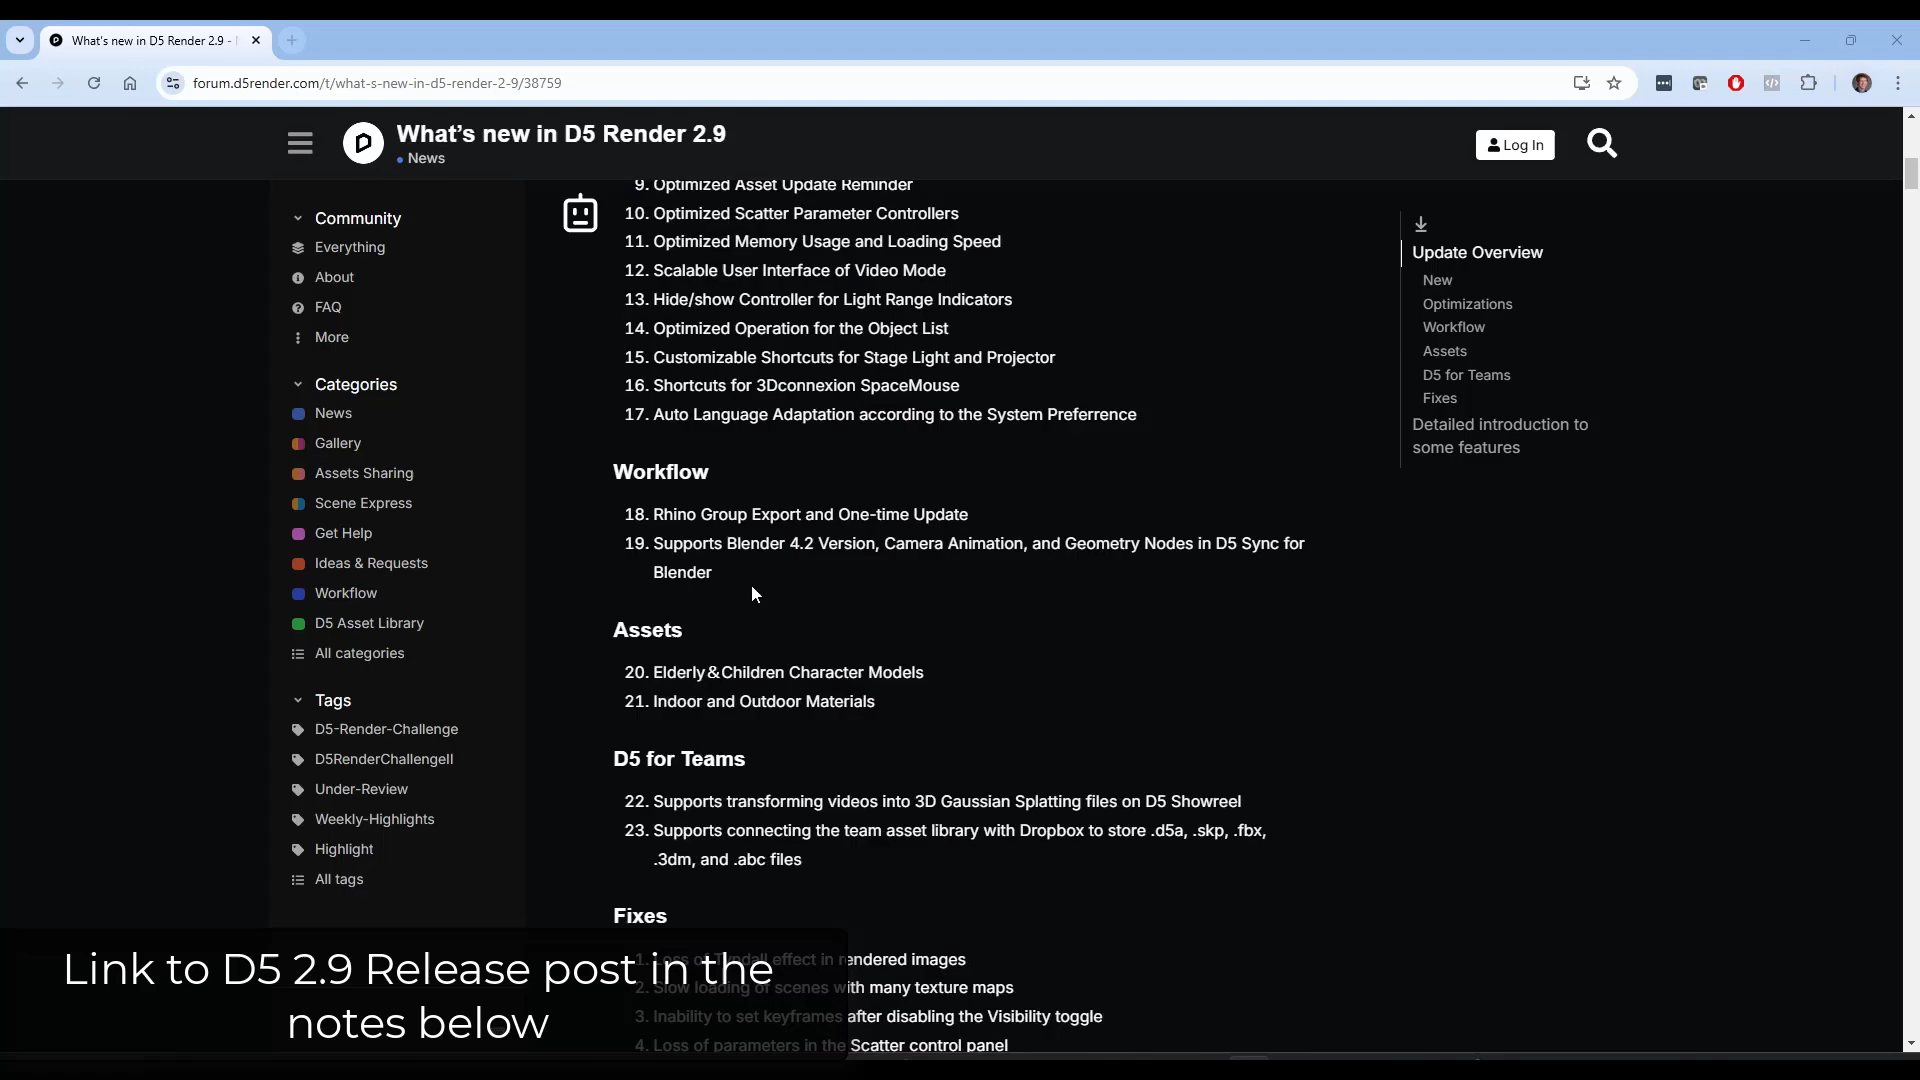 What's new in D5 Render 2.9 -
forum.d5render.com/t/what-s-new-in-d5-render-2-9/38759
What's new in D5 Render 2.9
News
Log In
Community
Everything
About
FAQ
More
Categories
News
Gallery
Assets Sharing
Scene Express
Get Help
Ideas & Requests
Workflow
D5 Asset Library
All categories
Tags
D5-Render-Challenge
D5RenderChallengeII
Under-Review
Weekly-Highlights
Highlight
All tags
9. Optimized Asset Update Reminder
10. Optimized Scatter Parameter Controllers
11. Optimized Memory Usage and Loading Speed
12. Scalable User Interface of Video Mode
13. Hide/show Controller for Light Range Indicators
14. Optimized Operation for the Object List
15. Customizable Shortcuts for Stage Light and Projector
16. Shortcuts for 3Dconnexion SpaceMouse
17. Auto Language Adaptation according to the System Preferrence
Workflow
18. Rhino Group Export and One-time Update
19. Supports Blender 4.2 Version, Camera Animation, and Geometry Nodes in D5 Sync for
Blender
Assets
20. Elderly&Children Character Models
21. Indoor and Outdoor Materials
D5 for Teams
22. Supports transforming videos into 3D Gaussian Splatting files on D5 Showreel
23. Supports connecting the team asset library with Dropbox to store .d5a, .skp, .fbx,
.3dm, and .abc files
Fixes
1. Loss of Tyndall effect in rendered images
2. Slow loading of scenes with many texture maps
3. Inability to set keyframes after disabling the Visibility toggle
4. Loss of parameters in the Scatter control panel
Update Overview
New
Optimizations
Workflow
Assets
D5 for Teams
Fixes
Detailed introduction to
some features
Link to D5 2.9 Release post in the
notes below